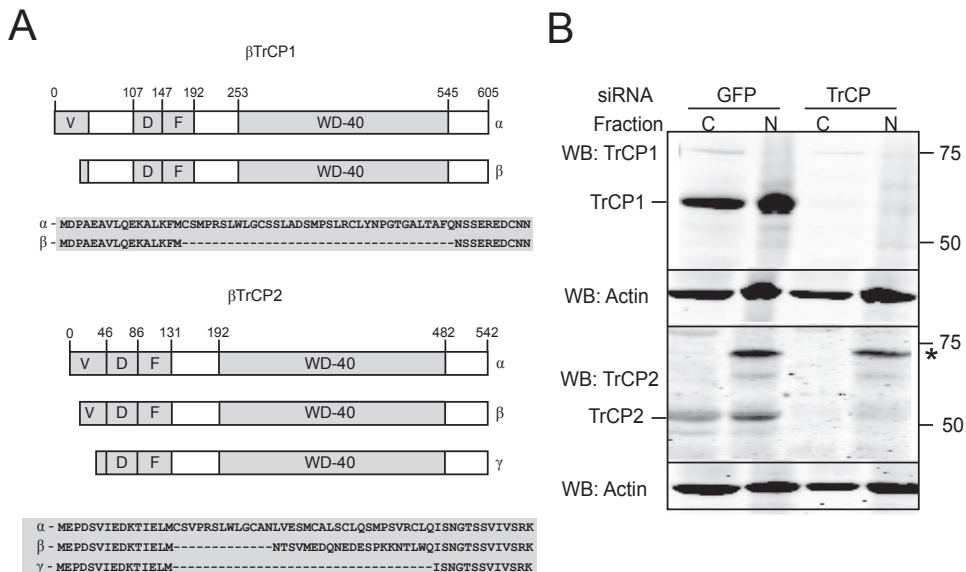 A
βTrCP1
0 107 147 192 253 545 605
V D F WD-40 α
D F WD-40 β
α - MDPAEAVLQEKALKFMCSMPRSLWLGCSSLADSMPSLRCLYNPGTGALTAFQNSSEREDCNN
β - MDPAEAVLQEKALKFM------------------------------------NSSEREDCNN
βTrCP2
0 46 86 131 192 482 542
V D F WD-40 α
V D F WD-40 β
D F WD-40 γ
α - MEPDSVIEDKTIELMCSVPRSLWLGCANLVESMCALSCLQSMPSVRCLQISNGTSSVIVSRK
β - MEPDSVIEDKTIELM-------------NTSVMEDQNEDESPKKNTLWQISNGTSSVIVSRK
γ - MEPDSVIEDKTIELM----------------------------------ISNGTSSVIVSRK
B
siRNA GFP TrCP
Fraction C N C N
WB: TrCP1
75
TrCP1
50
WB: Actin
75
*
WB: TrCP2
TrCP2
50
WB: Actin